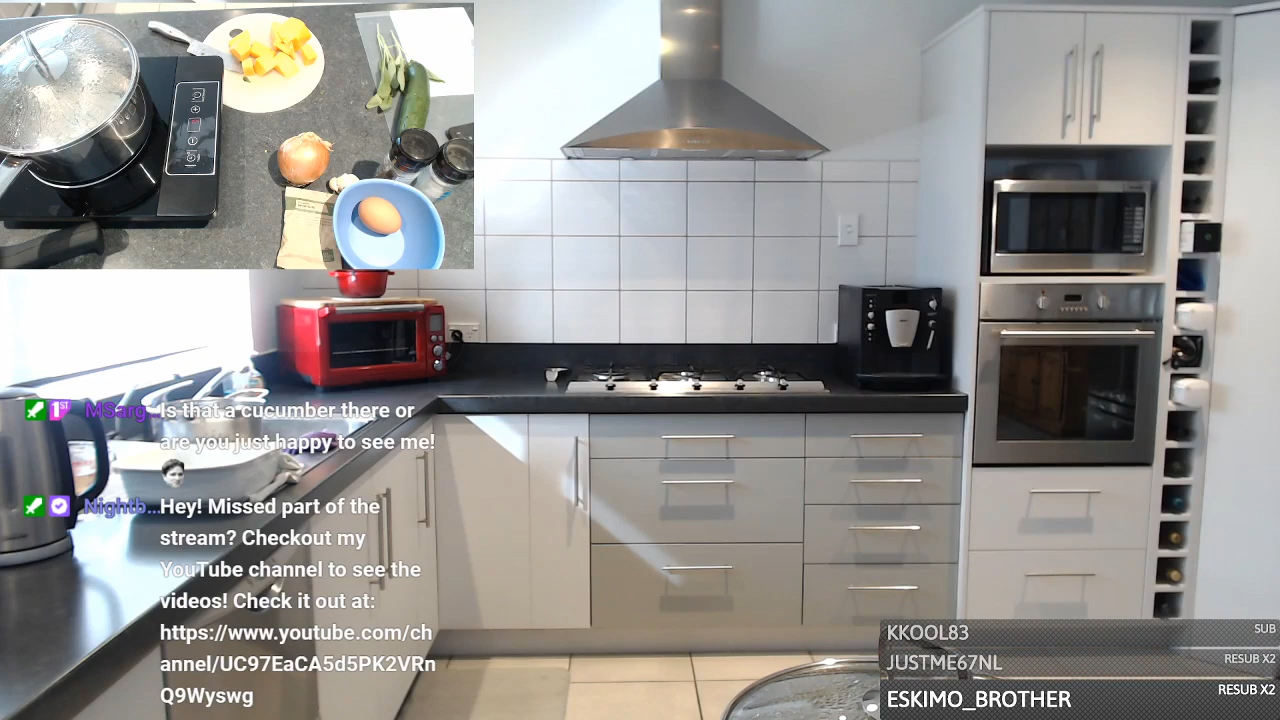 MSarg... Is that a cucumber there or
are you just happy to see me!
Nightb... Hey! Missed part of the
stream? Checkout my
YouTube channel to see the
videos! Check it out at:
https://www.youtube.com/ch
annel/UC97EaCA5d5PK2VRn
Q9Wyswg
KKOOL83 SUB
JUSTME67NL RESUB X2
ESKIMO_BROTHER RESUB X2